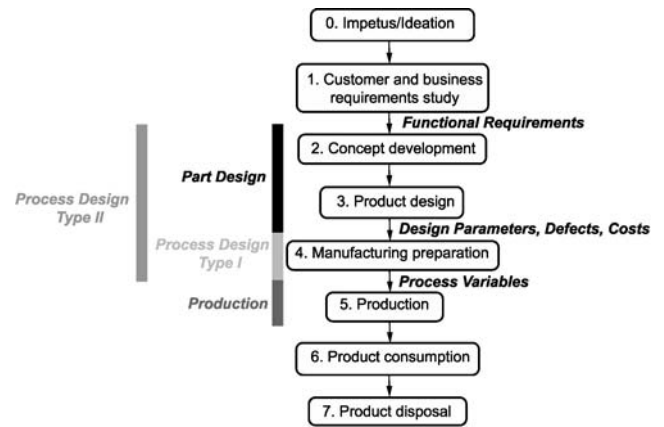 0. Impetus/Ideation
1. Customer and business
requirements study
Functional Requirements
2. Concept development
Part Design
Process Design
Type II
3. Product design
Design Parameters, Defects, Costs
Process Design
Type I
4. Manufacturing preparation
Process Variables
Production
5. Production
6. Product consumption
7. Product disposal